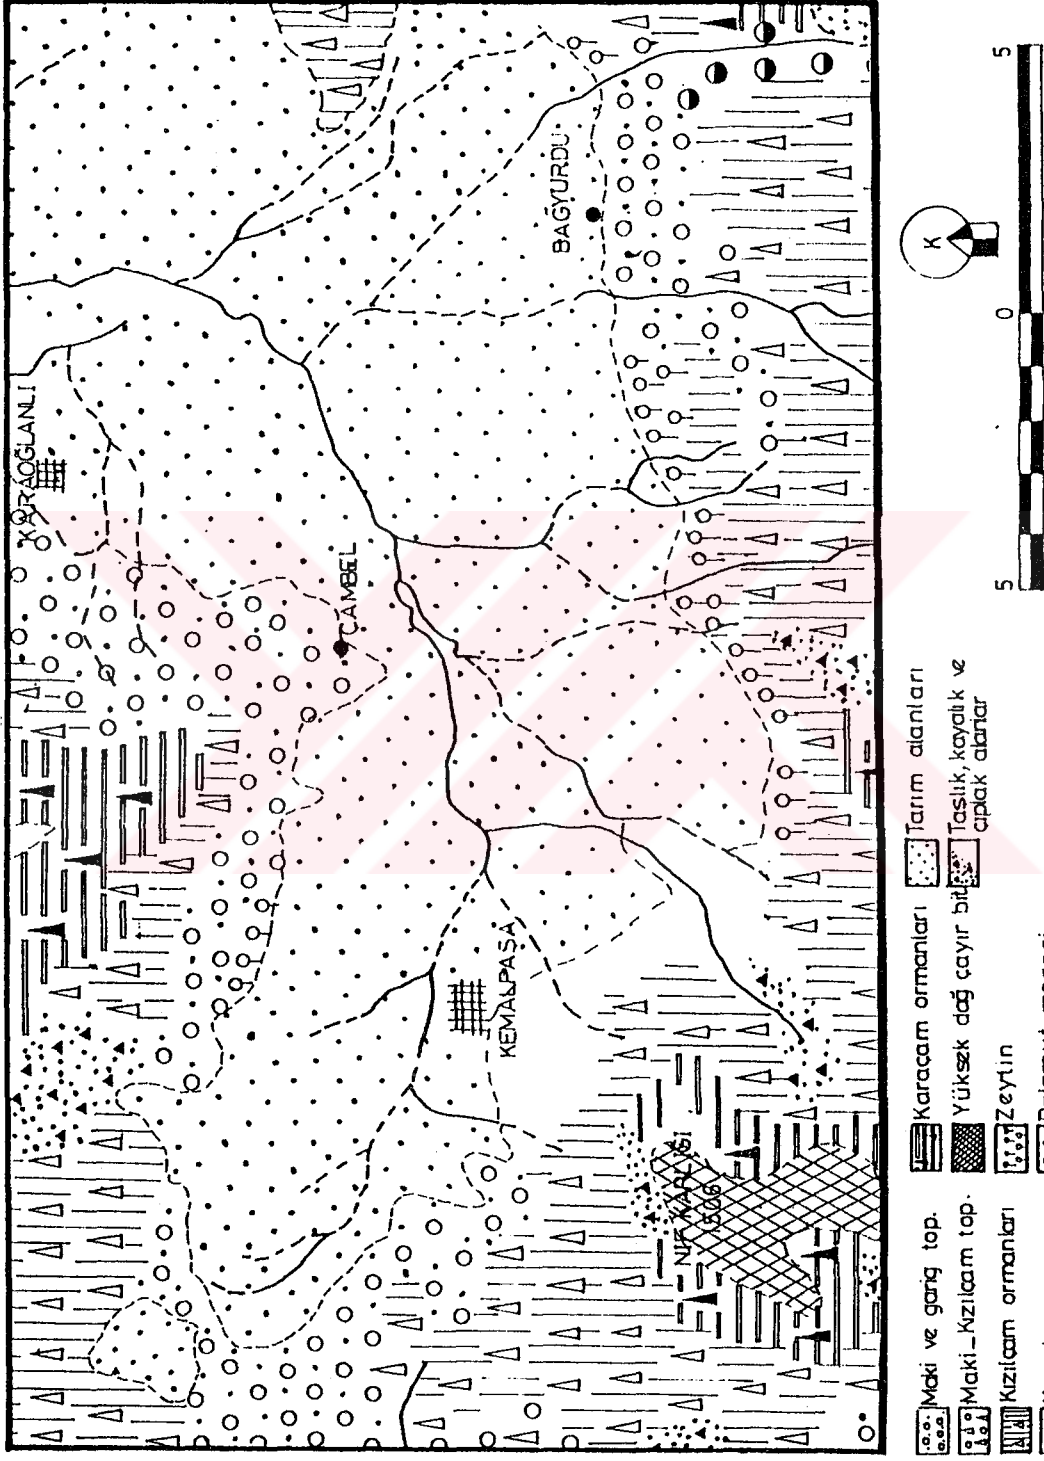 KARAOĞLANLI
ÇAMBEL
BAĞYURDU
KEMALPAŞA
NİF KARLIĞI
1506
K
5 0 5
Maki ve garig top.
Maki_Kızılçam top.
Kızılçam ormanları
Karaçam ormanları
Yüksek dağ çayır bit.
Zeytin
Tarım alanları
Taşlık, kayalık ve
çıplak alanlar